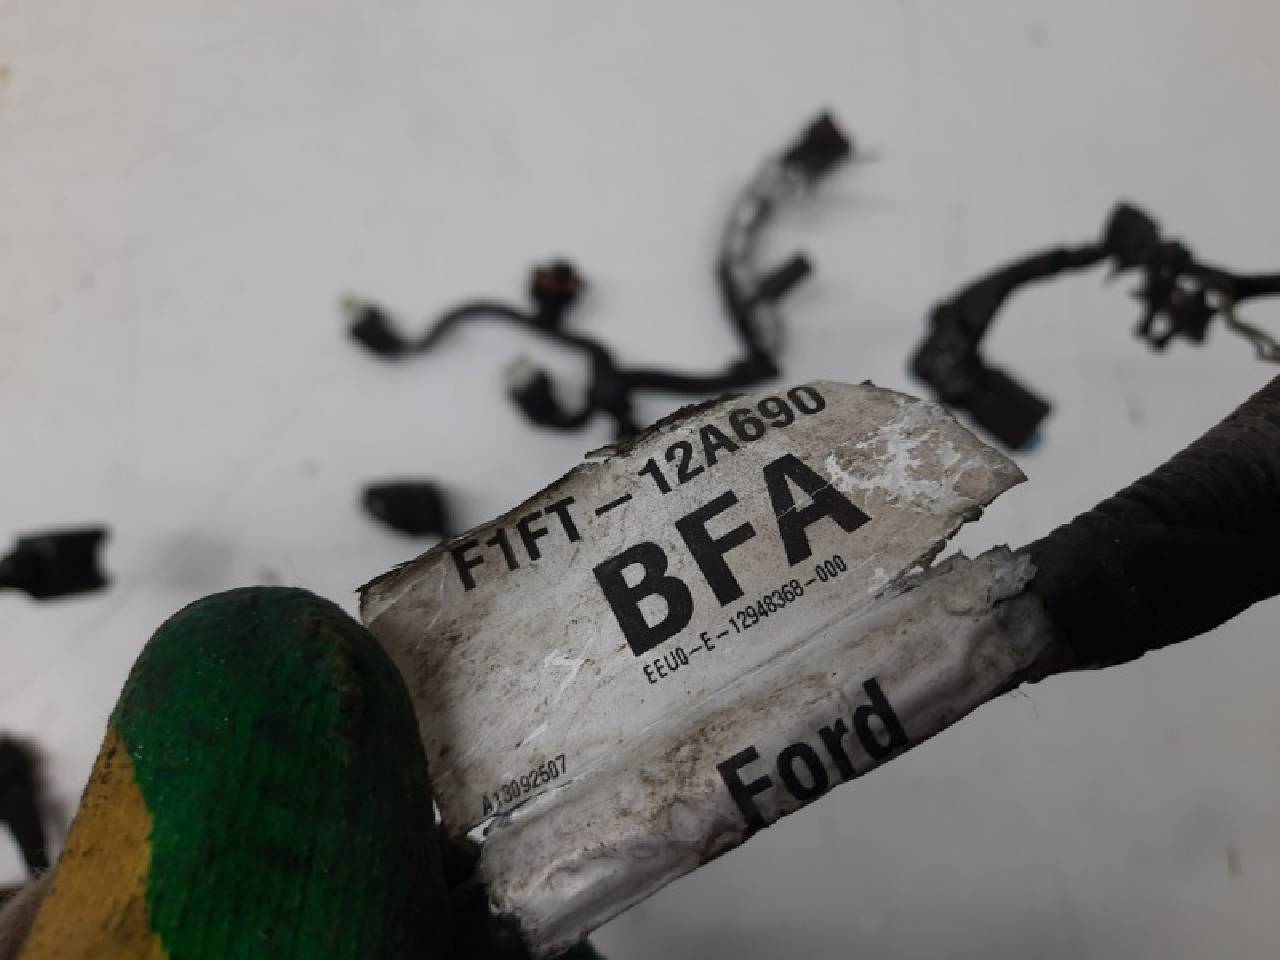 F1FT-12A690
BFA
EEU0-E-12948368-000
A13092507
Ford